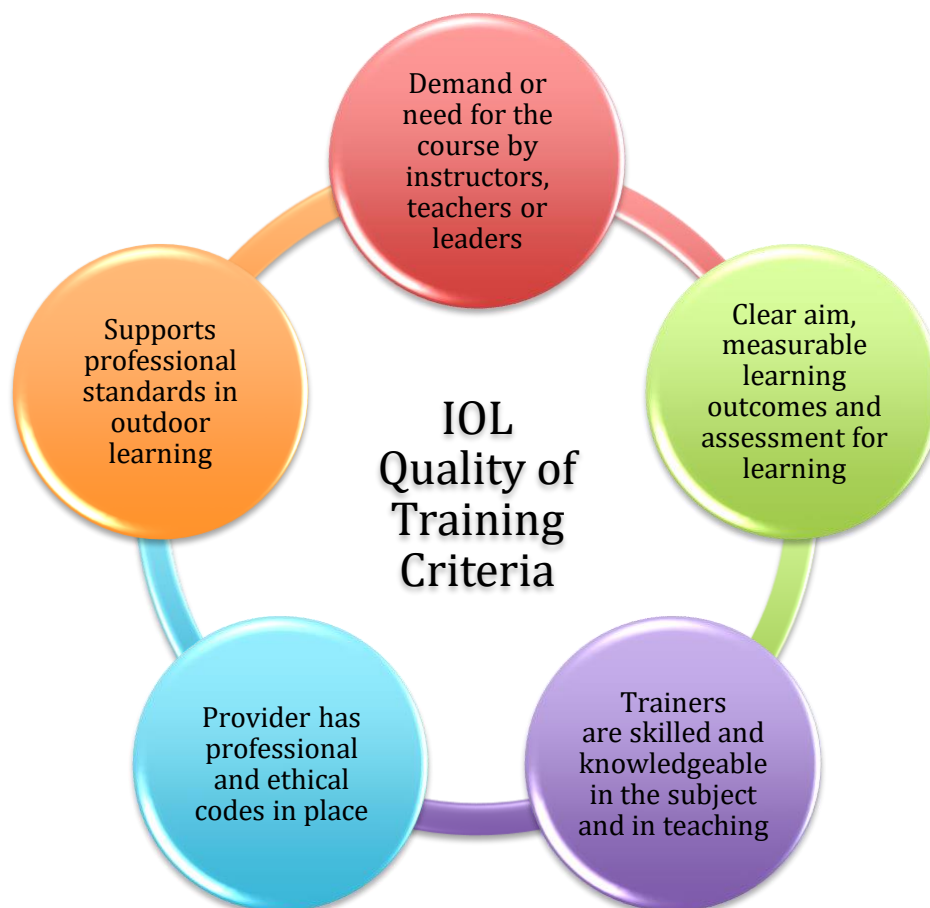 Demand or
need for the
course by
instructors,
teachers or
leaders
Clear aim,
measurable
learning
outcomes and
assessment for
learning
Trainers
are skilled and
knowledgeable
in the subject
and in teaching
Provider has
professional
and ethical
codes in place
Supports
professional
standards in
outdoor
learning
IOL
Quality of
Training
Criteria